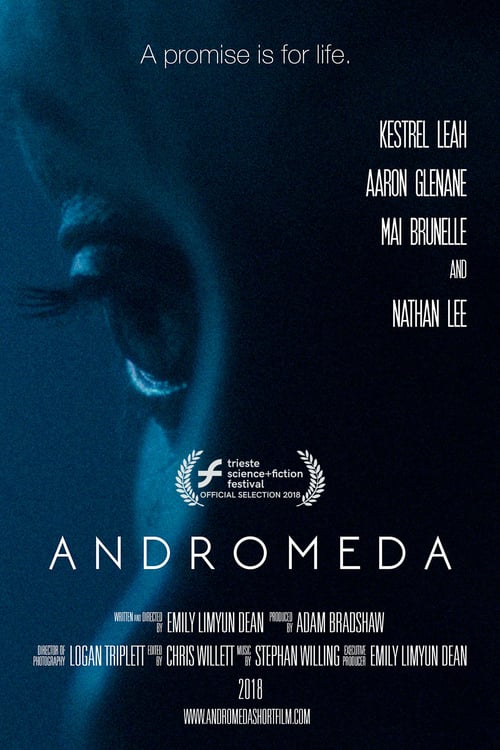 A promise is for life.
KESTREL LEAH
AARON GLENANE
MAI BRUNELLE
AND
NATHAN LEE
trieste
science+fiction
festival
OFFICIAL SELECTION 2018
ANDROMEDA
WRITTEN AND DIRECTED BY EMILY LIMYUN DEAN PRODUCED BY ADAM BRADSHAW
DIRECTOR OF PHOTOGRAPHY LOGAN TRIPLETT EDITED BY CHRIS WILLETT MUSIC BY STEPHAN WILLING EXECUTIVE PRODUCER EMILY LIMYUN DEAN
2018
WWW.ANDROMEDASHORTFILM.COM